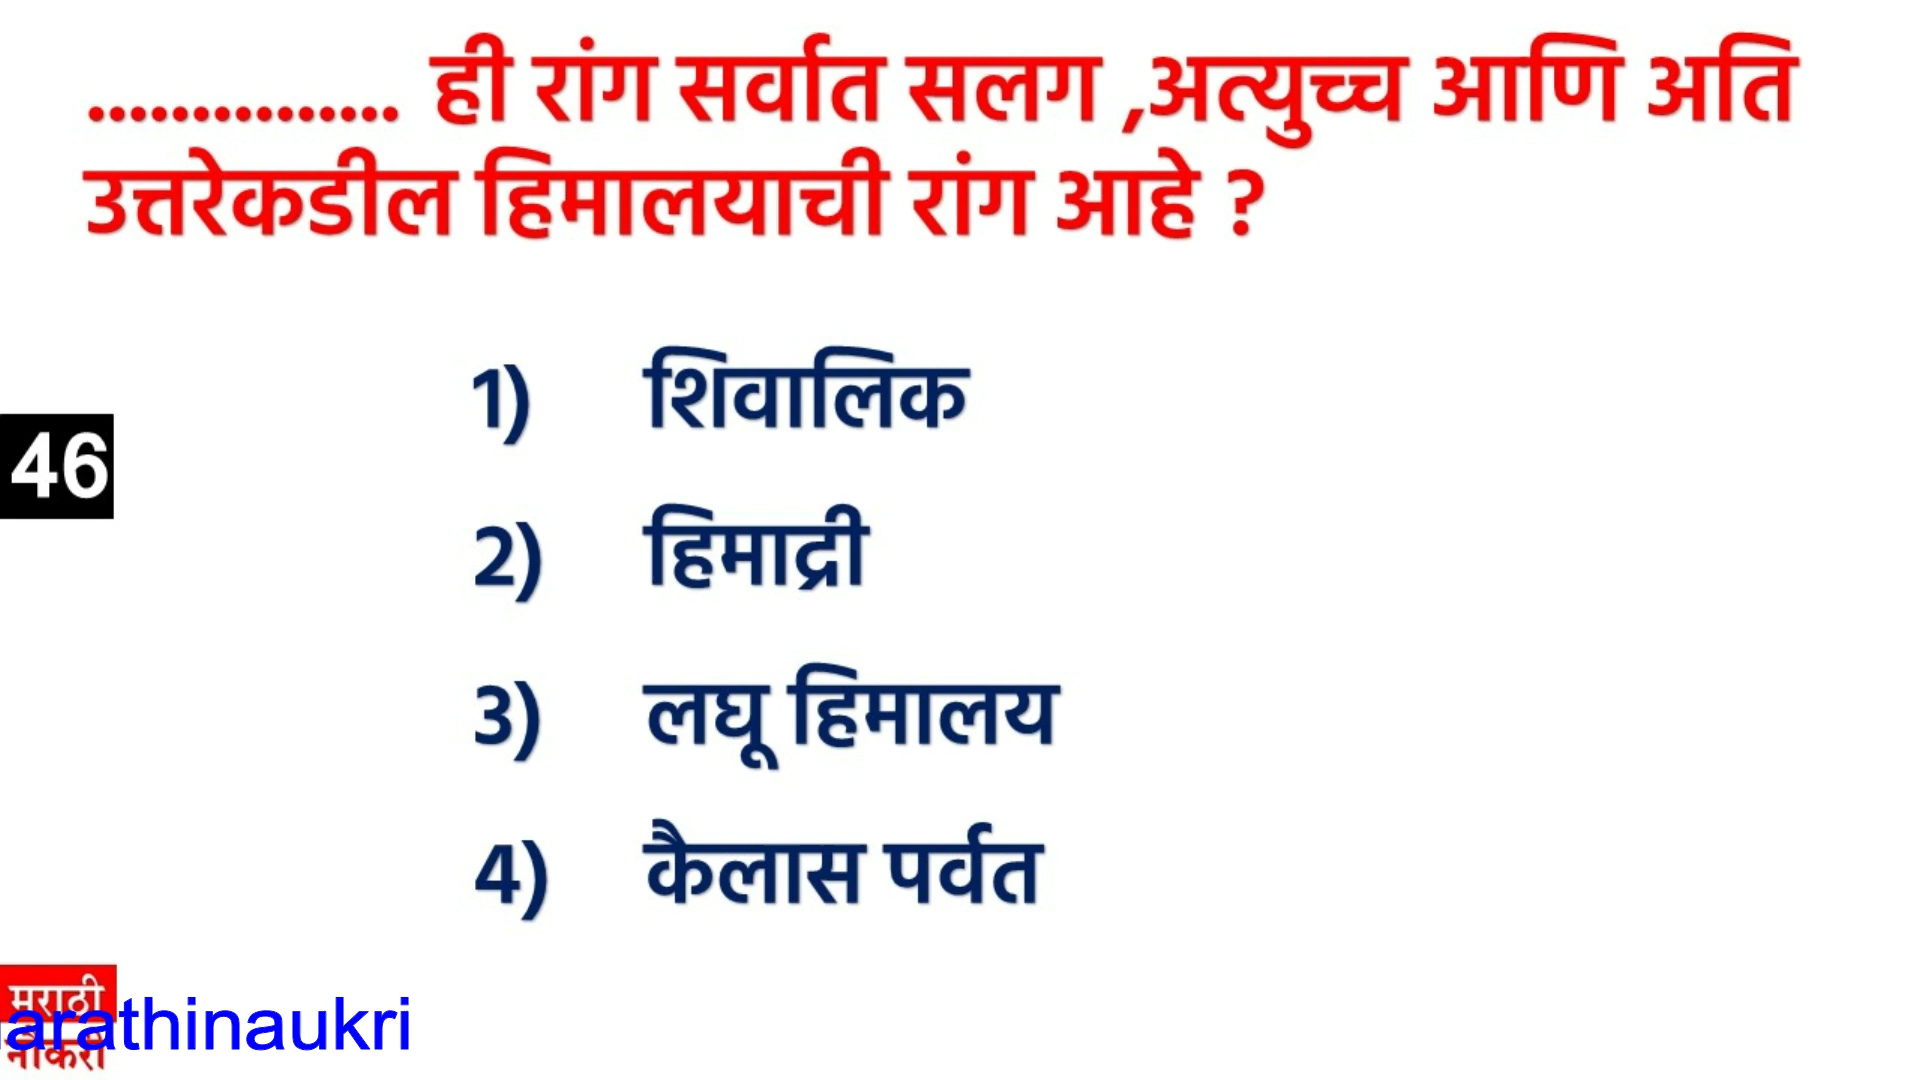 ............... ही रांग सर्वात सलग ,अत्युच्च आणि अति
उत्तरेकडील हिमालयाची रांग आहे ?
1) शिवालिक
46
2) हिमाद्री
3) लघू हिमालय
4) कैलास पर्वत
मराठी
arathinaukri
नोकरी